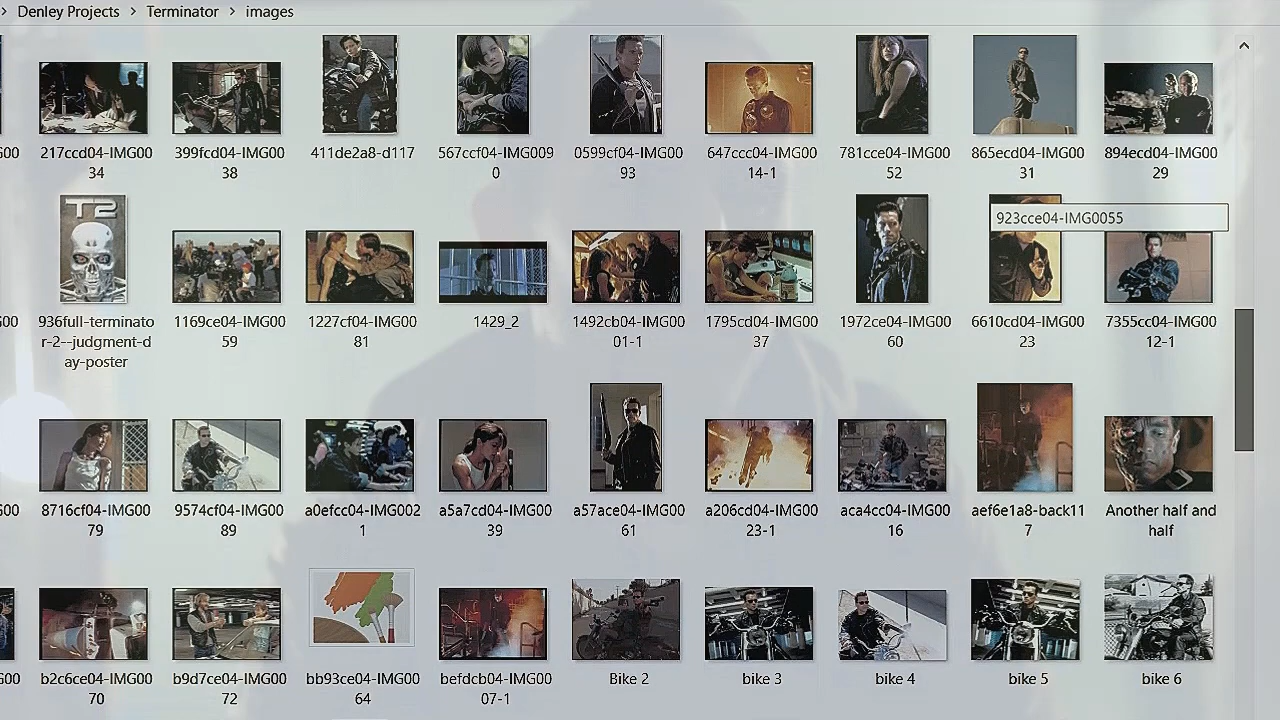 Denley Projects > Terminator > images
G00
217ccd04-IMG00
34
399fcd04-IMG00
38
411de2a8-d117
567ccf04-IMG009
0
0599cf04-IMG00
93
647ccc04-IMG00
14-1
781cce04-IMG00
52
865ecd04-IMG00
31
894ecd04-IMG00
29
T2
923cce04-IMG0055
G00
936full-terminato
r-2--judgment-d
ay-poster
1169ce04-IMG00
59
1227cf04-IMG00
81
1429_2
1492cb04-IMG00
01-1
1795cd04-IMG00
37
1972ce04-IMG00
60
6610cd04-IMG00
23
7355cc04-IMG00
12-1
G00
8716cf04-IMG00
79
9574cf04-IMG00
89
a0efcc04-IMG002
1
a5a7cd04-IMG00
39
a57ace04-IMG00
61
a206cd04-IMG00
23-1
aca4cc04-IMG00
16
aef6e1a8-back11
7
Another half and
half
G00
b2c6ce04-IMG00
70
b9d7ce04-IMG00
72
bb93ce04-IMG00
64
befdcb04-IMG00
07-1
Bike 2
bike 3
bike 4
bike 5
bike 6